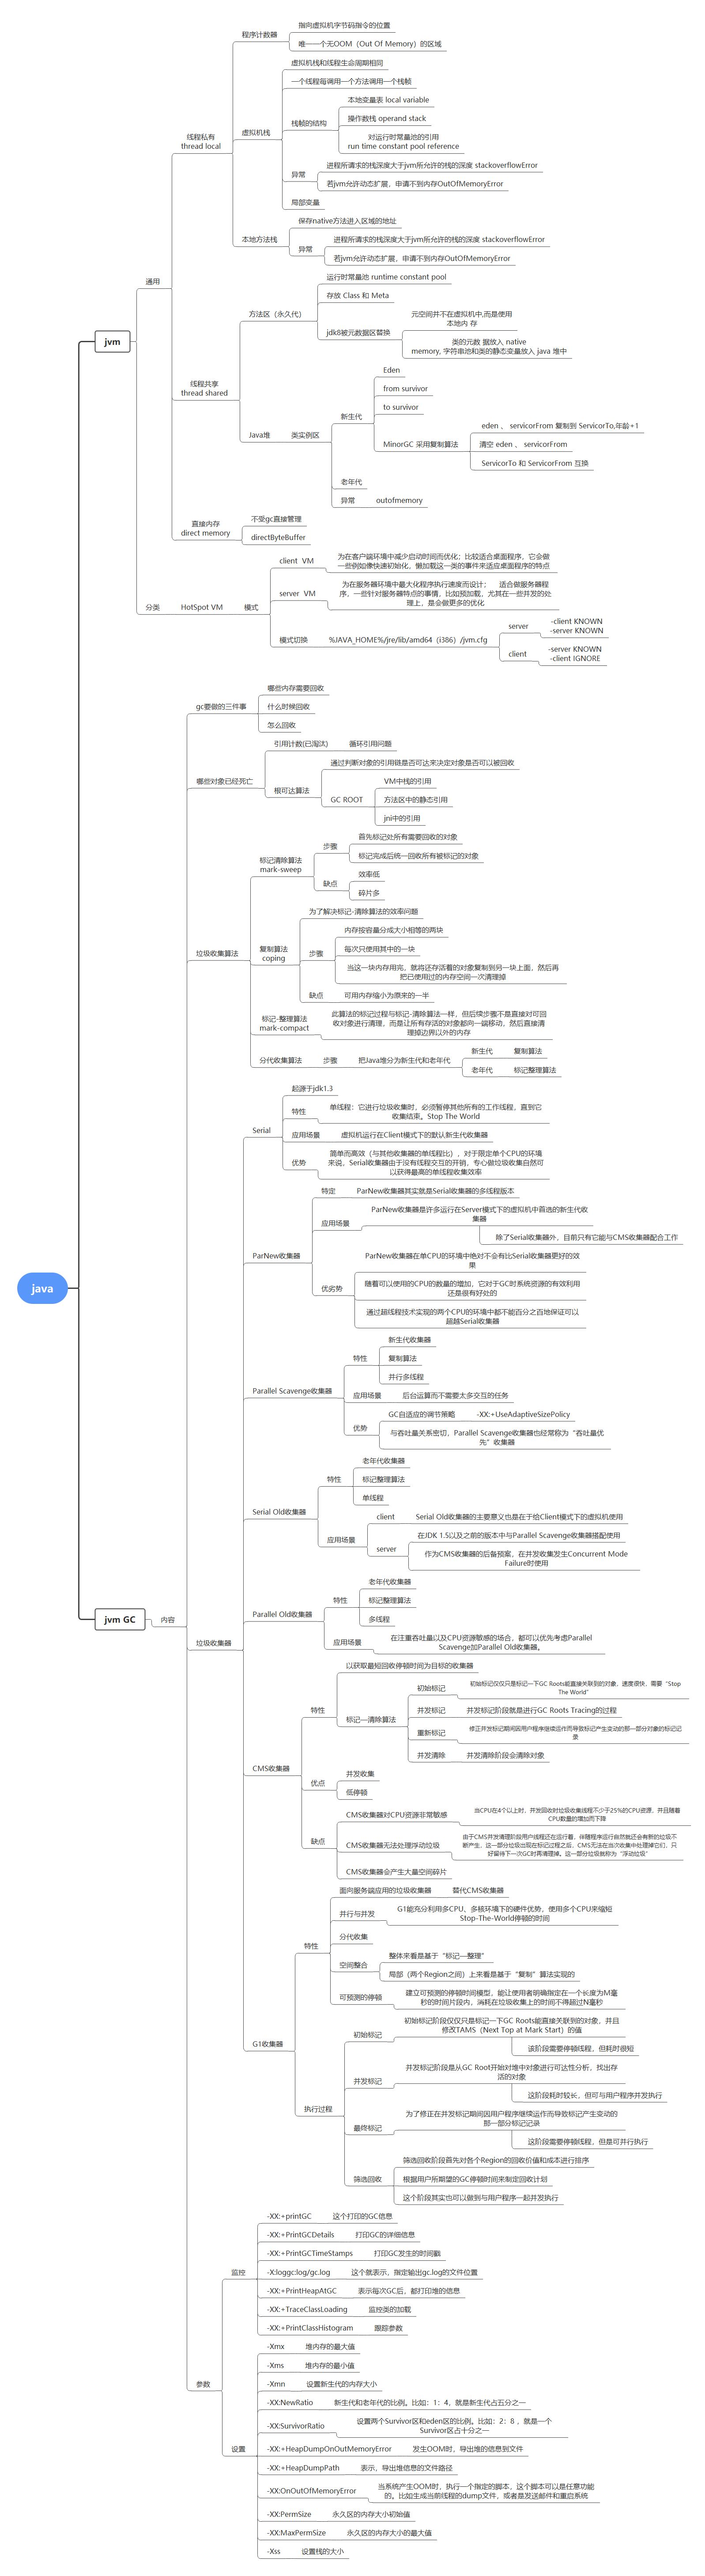 java
jvm
通用
线程私有
thread local
程序计数器
指向虚拟机字节码指令的位置
唯一一个无OOM（Out Of Memory）的区域
虚拟机栈
虚拟机栈和线程生命周期相同
一个线程每调用一个方法调用一个栈帧
栈帧的结构
本地变量表 local variable
操作数栈 operand stack
对运行时常量池的引用
run time constant pool reference
异常
进程所请求的栈深度大于jvm所允许的栈的深度 stackoverflowError
若jvm允许动态扩展，申请不到内存OutOfMemoryError
局部变量
本地方法栈
保存native方法进入区域的地址
异常
进程所请求的栈深度大于jvm所允许的栈的深度 stackoverflowError
若jvm允许动态扩展，申请不到内存OutOfMemoryError
线程共享
thread shared
方法区（永久代）
运行时常量池 runtime constant pool
存放 Class 和 Meta
jdk8被元数据区替换
元空间并不在虚拟机中,而是使用
本地内 存
类的元数 据放入 native
memory, 字符串池和类的静态变量放入 java 堆中
Java堆
类实例区
新生代
Eden
from survivor
to survivor
MinorGC 采用复制算法
eden 、 servicorFrom 复制到 ServicorTo,年龄+1
清空 eden 、 servicorFrom
ServicorTo 和 ServicorFrom 互换
老年代
异常
outofmemory
直接内存
direct memory
不受gc直接管理
directByteBuffer
分类
HotSpot VM
模式
client  VM
为在客户端环境中减少启动时间而优化；比较适合桌面程序，它会做
一些例如像快速初始化，懒加载这一类的事件来适应桌面程序的特点
server  VM
为在服务器环境中最大化程序执行速度而设计；  适合做服务器程
序，一些针对服务器特点的事情，比如预加载，尤其在一些并发的处
理上，是会做更多的优化
模式切换
%JAVA_HOME%/jre/lib/amd64（i386）/jvm.cfg
server
-client KNOWN
-server KNOWN
client
-server KNOWN
-client IGNORE
jvm GC
内容
gc要做的三件事
哪些内存需要回收
什么时候回收
怎么回收
哪些对象已经死亡
引用计数(已淘汰)
循环引用问题
根可达算法
通过判断对象的引用链是否可达来决定对象是否可以被回收
GC ROOT
VM中栈的引用
方法区中的静态引用
jni中的引用
垃圾收集算法
标记清除算法
mark-sweep
步骤
首先标记处所有需要回收的对象
标记完成后统一回收所有被标记的对象
缺点
效率低
碎片多
复制算法
coping
为了解决标记-清除算法的效率问题
步骤
内存按容量分成大小相等的两块
每次只使用其中的一块
当这一块内存用完，就将还存活着的对象复制到另一块上面，然后再
把已使用过的内存空间一次清理掉
缺点
可用内存缩小为原来的一半
标记-整理算法
mark-compact
此算法的标记过程与标记-清除算法一样，但后续步骤不是直接对可回
收对象进行清理，而是让所有存活的对象都向一端移动，然后直接清
理掉边界以外的内存
分代收集算法
步骤
把Java堆分为新生代和老年代
新生代
复制算法
老年代
标记整理算法
垃圾收集器
Serial
起源于jdk1.3
特性
单线程：它进行垃圾收集时，必须暂停其他所有的工作线程，直到它
收集结束。Stop The World
应用场景
虚拟机运行在Client模式下的默认新生代收集器
优势
简单而高效（与其他收集器的单线程比），对于限定单个CPU的环境
来说，Serial收集器由于没有线程交互的开销，专心做垃圾收集自然可
以获得最高的单线程收集效率
ParNew收集器
特定
ParNew收集器其实就是Serial收集器的多线程版本
应用场景
ParNew收集器是许多运行在Server模式下的虚拟机中首选的新生代收
集器
除了Serial收集器外，目前只有它能与CMS收集器配合工作
优劣势
ParNew收集器在单CPU的环境中绝对不会有比Serial收集器更好的效
果
随着可以使用的CPU的数量的增加，它对于GC时系统资源的有效利用
还是很有好处的
通过超线程技术实现的两个CPU的环境中都不能百分之百地保证可以
超越Serial收集器
Parallel Scavenge收集器
特性
新生代收集器
复制算法
并行多线程
应用场景
后台运算而不需要太多交互的任务
优势
GC自适应的调节策略
-XX:+UseAdaptiveSizePolicy
与吞吐量关系密切，Parallel Scavenge收集器也经常称为“吞吐量优
先”收集器
Serial Old收集器
特性
老年代收集器
标记整理算法
单线程
应用场景
client
Serial Old收集器的主要意义也是在于给Client模式下的虚拟机使用
server
在JDK 1.5以及之前的版本中与Parallel Scavenge收集器搭配使用
作为CMS收集器的后备预案，在并发收集发生Concurrent Mode
Failure时使用
Parallel Old收集器
特性
老年代收集器
标记整理算法
多线程
应用场景
在注重吞吐量以及CPU资源敏感的场合，都可以优先考虑Parallel
Scavenge加Parallel Old收集器。
CMS收集器
特性
以获取最短回收停顿时间为目标的收集器
标记—清除算法
初始标记
初始标记仅仅只是标记一下GC Roots能直接关联到的对象，速度很快，需要“Stop
The World”
并发标记
并发标记阶段就是进行GC Roots Tracing的过程
重新标记
修正并发标记期间因用户程序继续运作而导致标记产生变动的那一部分对象的标记记
录
并发清除
并发清除阶段会清除对象
优点
并发收集
低停顿
缺点
CMS收集器对CPU资源非常敏感
当CPU在4个以上时，并发回收时垃圾收集线程不少于25%的CPU资源，并且随着
CPU数量的增加而下降
CMS收集器无法处理浮动垃圾
由于CMS并发清理阶段用户线程还在运行着，伴随程序运行自然就还会有新的垃圾不
断产生，这一部分垃圾出现在标记过程之后，CMS无法在当次收集中处理掉它们，只
好留待下一次GC时再清理掉。这一部分垃圾就称为“浮动垃圾”
CMS收集器会产生大量空间碎片
G1收集器
特性
面向服务端应用的垃圾收集器
替代CMS收集器
并行与并发
G1能充分利用多CPU、多核环境下的硬件优势，使用多个CPU来缩短
Stop-The-World停顿的时间
分代收集
空间整合
整体来看是基于“标记—整理”
局部（两个Region之间）上来看是基于“复制”算法实现的
可预测的停顿
建立可预测的停顿时间模型，能让使用者明确指定在一个长度为M毫
秒的时间片段内，消耗在垃圾收集上的时间不得超过N毫秒
执行过程
初始标记
初始标记阶段仅仅只是标记一下GC Roots能直接关联到的对象，并且
修改TAMS（Next Top at Mark Start）的值
该阶段需要停顿线程，但耗时很短
并发标记
并发标记阶段是从GC Root开始对堆中对象进行可达性分析，找出存
活的对象
这阶段耗时较长，但可与用户程序并发执行
最终标记
为了修正在并发标记期间因用户程序继续运作而导致标记产生变动的
那一部分标记记录
这阶段需要停顿线程，但是可并行执行
筛选回收
筛选回收阶段首先对各个Region的回收价值和成本进行排序
根据用户所期望的GC停顿时间来制定回收计划
这个阶段其实也可以做到与用户程序一起并发执行
参数
监控
-XX:+printGC
这个打印的GC信息
-XX:+PrintGCDetails
打印GC的详细信息
-XX:+PrintGCTimeStamps
打印GC发生的时间戳
-X:loggc:log/gc.log
这个就表示，指定输出gc.log的文件位置
-XX:+PrintHeapAtGC
表示每次GC后，都打印堆的信息
-XX:+TraceClassLoading
监控类的加载
-XX:+PrintClassHistogram
跟踪参数
设置
-Xmx
堆内存的最大值
-Xms
堆内存的最小值
-Xmn
设置新生代的内存大小
-XX:NewRatio
新生代和老年代的比例。比如：1：4，就是新生代占五分之一
-XX:SurvivorRatio
设置两个Survivor区和eden区的比例。比如：2：8 ，就是一个
Survivor区占十分之一
-XX:+HeapDumpOnOutMemoryError
发生OOM时，导出堆的信息到文件
-XX:+HeapDumpPath
表示，导出堆信息的文件路径
-XX:OnOutOfMemoryError
当系统产生OOM时，执行一个指定的脚本，这个脚本可以是任意功能
的。比如生成当前线程的dump文件，或者是发送邮件和重启系统
-XX:PermSize
永久区的内存大小初始值
-XX:MaxPermSize
永久区的内存大小的最大值
-Xss
设置栈的大小